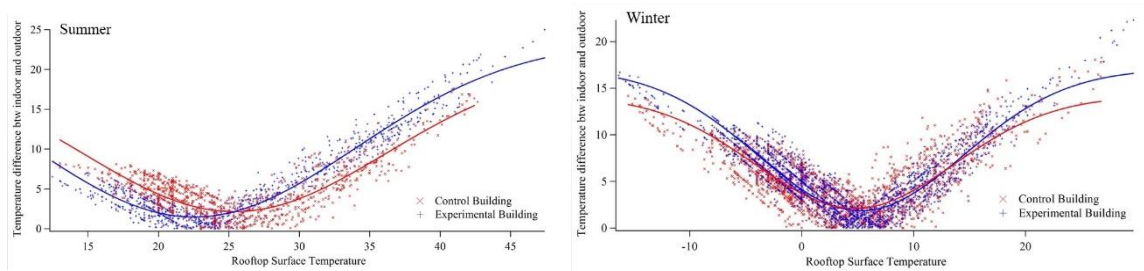 Summer
Temperature difference btw indoor and outdoor
25
20
15
10
5
0
15
20
25
30
35
40
45
Rooftop Surface Temperature
× Control Building
+ Experimental Building
Winter
Temperature difference btw indoor and outdoor
20
15
10
5
0
-10
0
10
20
Rooftop Surface Temperature
× Control Building
+ Experimental Building